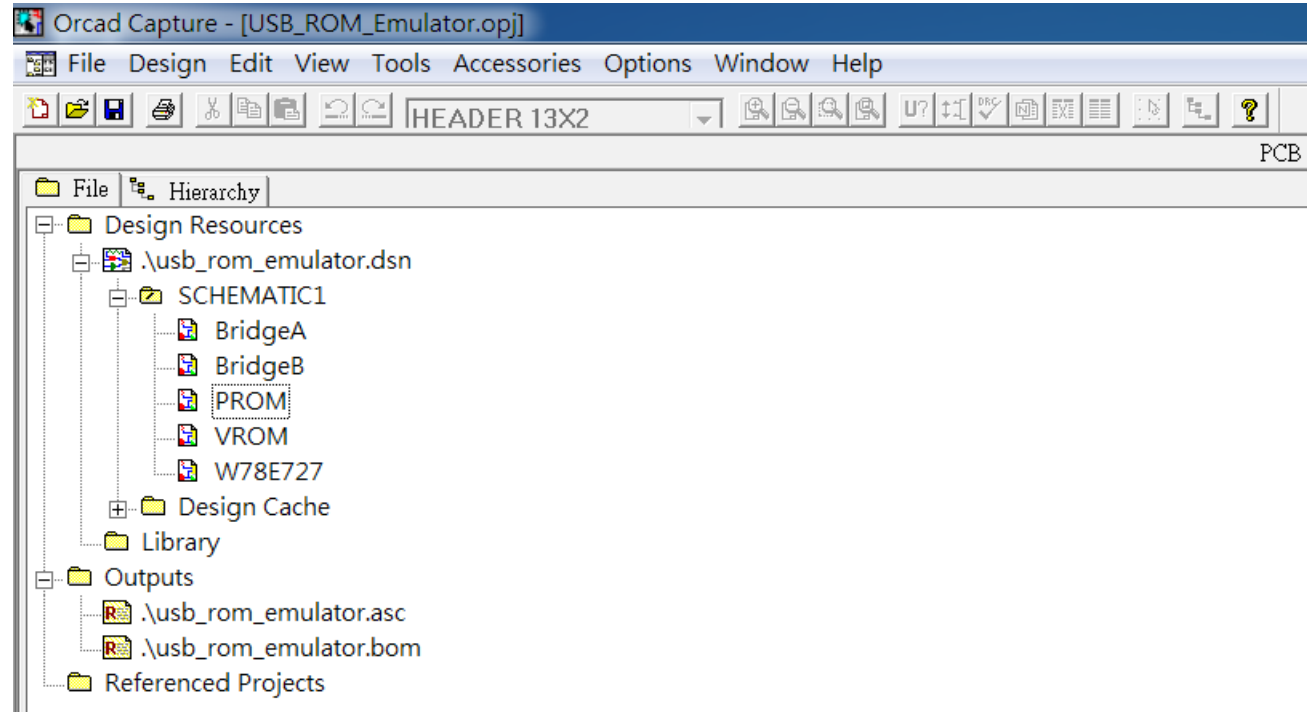 Orcad Capture - [USB_ROM_Emulator.opj]
File Design Edit View Tools Accessories Options Window Help
HEADER 13X2 U? DRC ?
PCB
File Hierarchy
Design Resources
.\usb_rom_emulator.dsn
SCHEMATIC1
BridgeA
BridgeB
PROM
VROM
W78E727
Design Cache
Library
Outputs
.\usb_rom_emulator.asc
.\usb_rom_emulator.bom
Referenced Projects